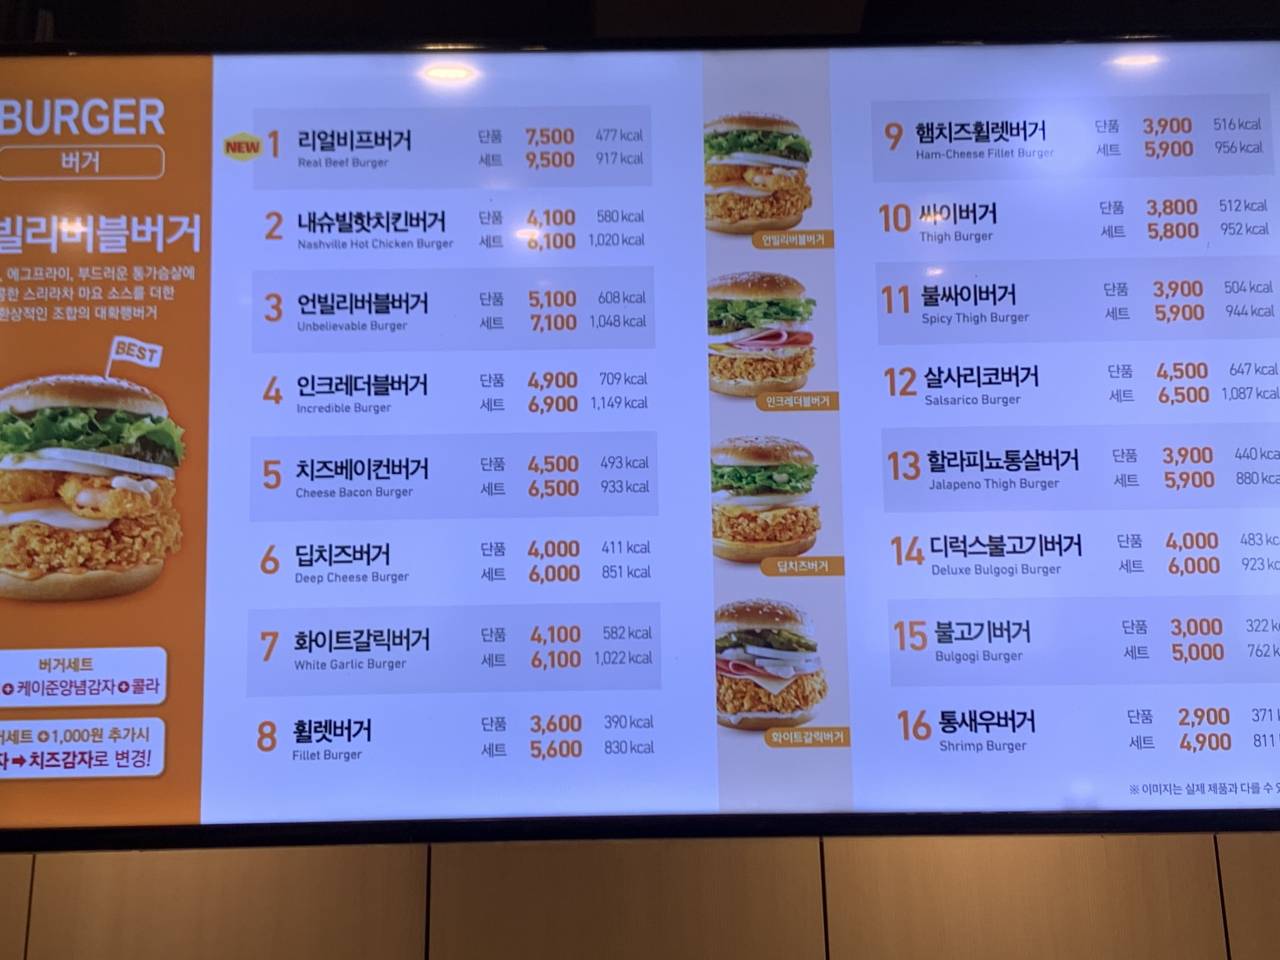 BURGER
버거
빌리버블버거
에그프라이, 부드러운 통가슴살에
스리라차 마요 소스를 더한
환상적인 조합의 대확행버거
BEST
버거세트
케이준양념감자 콜라
1,000원 추가시
치즈감자로 변경!
NEW 1 리얼비프버거 단품 7,500 477 kcal
Real Beef Burger 세트 9,500 917 kcal
2 내슈빌핫치킨버거 단품 4,100 580 kcal
Nashville Hot Chicken Burger 세트 6,100 1,020 kcal
3 언빌리버블버거 단품 5,100 608 kcal
Unbelievable Burger 세트 7,100 1,048 kcal
4 인크레더블버거 단품 4,900 709 kcal
Incredible Burger 세트 6,900 1,149 kcal
5 치즈베이컨버거 단품 4,500 493 kcal
Cheese Bacon Burger 세트 6,500 933 kcal
6 딥치즈버거 단품 4,000 411 kcal
Deep Cheese Burger 세트 6,000 851 kcal
7 화이트갈릭버거 단품 4,100 582 kcal
White Garlic Burger 세트 6,100 1,022 kcal
8 휠렛버거 단품 3,600 390 kcal
Fillet Burger 세트 5,600 830 kcal
언빌리버블버거
인크레더블버거
딥치즈버거
화이트갈릭버거
9 햄치즈휠렛버거 단품 3,900 516 kcal
Ham-Cheese Fillet Burger 세트 5,900 956 kcal
10 싸이버거 단품 3,800 512 kcal
Thigh Burger 세트 5,800 952 kcal
11 불싸이버거 단품 3,900 504 kcal
Spicy Thigh Burger 세트 5,900 944 kcal
12 살사리코버거 단품 4,500 647 kcal
Salsarico Burger 세트 6,500 1,087 kcal
13 할라피뇨통살버거 단품 3,900 440 kca
Jalapeno Thigh Burger 세트 5,900 880 kca
14 디럭스불고기버거 단품 4,000 483 kc
Deluxe Bulgogi Burger 세트 6,000 923 kc
15 불고기버거 단품 3,000 322 k
Bulgogi Burger 세트 5,000 762 k
16 통새우버거 단품 2,900 371
Shrimp Burger 세트 4,900 811
※ 이미지는 실제 제품과 다를 수